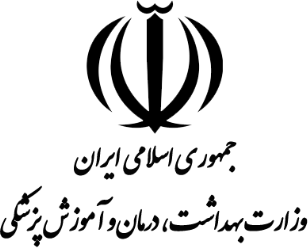 جمهوری اسلامی ایران
وزارت بهداشت، درمان و آموزش پزشکی